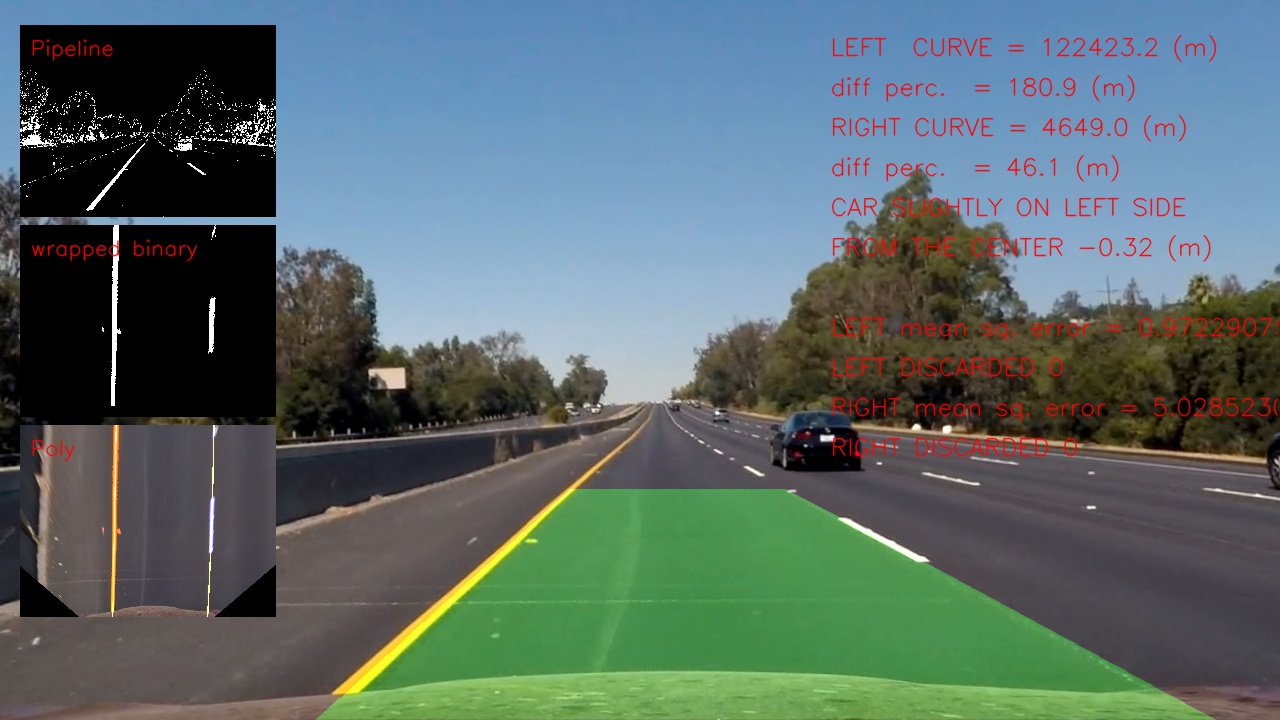 Pipeline
wrapped binary
Poly
LEFT CURVE = 122423.2 (m)
diff perc. = 180.9 (m)
RIGHT CURVE = 4649.0 (m)
diff perc. = 46.1 (m)
CAR SLIGHTLY ON LEFT SIDE
FROM THE CENTER -0.32 (m)
LEFT mean sq. error = 0.9722907
LEFT DISCARDED 0
RIGHT mean sq. error = 5.028523
RIGHT DISCARDED 0